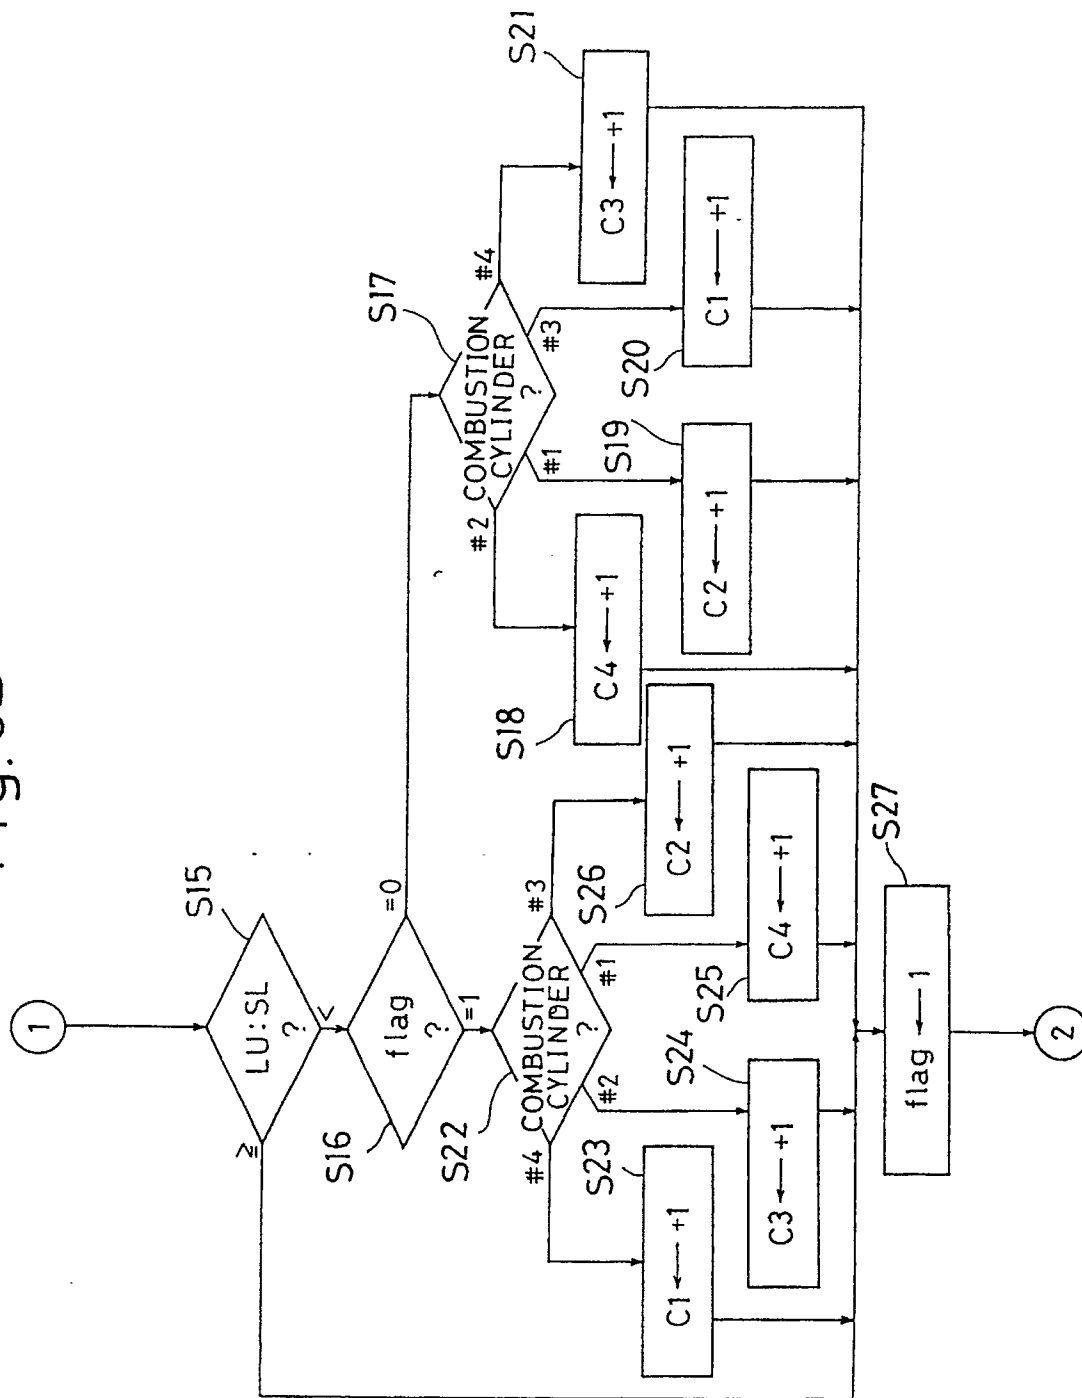 1
S15
LU:SL
?
≧
<
S16
flag
?
=0
=1
S17
COMBUSTION
CYLINDER
?
#2
#1
#3
#4
S18
C4 ← +1
S19
C2 ← +1
S20
C1 ← +1
S21
C3 ← +1
S22
COMBUSTION
CYLINDER
?
#4
#2
#1
#3
S23
C1 ← +1
S24
C3 ← +1
S25
C4 ← +1
S26
C2 ← +1
S27
flag ← 1
2